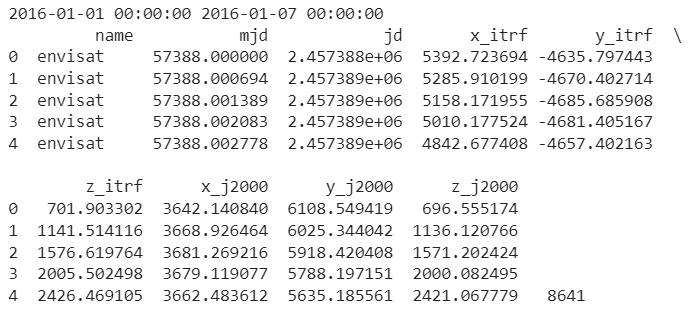 2016-01-01 00:00:00 2016-01-07 00:00:00
name mjd jd x_itrf y_itrf \
0 envisat 57388.000000 2.457388e+06 5392.723694 -4635.797443
1 envisat 57388.000694 2.457389e+06 5285.910199 -4670.402714
2 envisat 57388.001389 2.457389e+06 5158.171955 -4685.685908
3 envisat 57388.002083 2.457389e+06 5010.177524 -4681.405167
4 envisat 57388.002778 2.457389e+06 4842.677408 -4657.402163
z_itrf x_j2000 y_j2000 z_j2000
0 701.903302 3642.140840 6108.549419 696.555174
1 1141.514116 3668.926464 6025.344042 1136.120766
2 1576.619764 3681.269216 5918.420408 1571.202424
3 2005.502498 3679.119077 5788.197151 2000.082495
4 2426.469105 3662.483612 5635.185561 2421.067779 8641